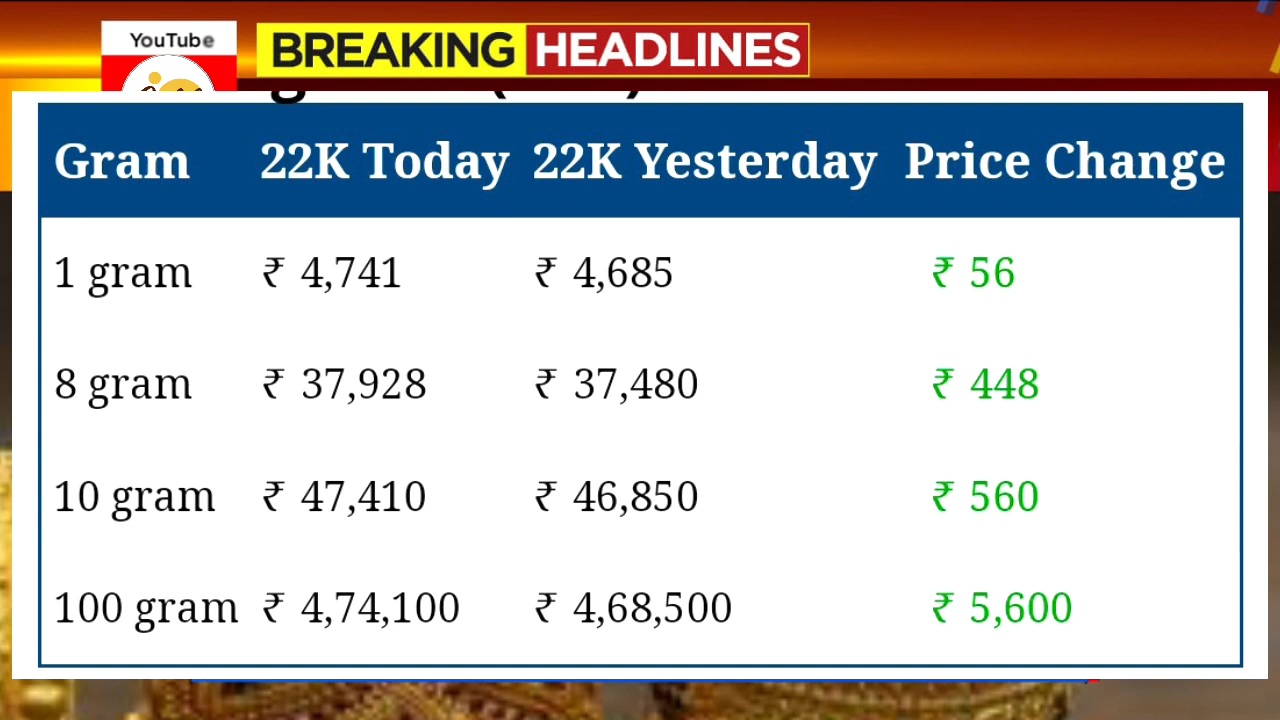 YouTube
BREAKING HEADLINES
Gram 22K Today 22K Yesterday Price Change
1 gram ₹ 4,741 ₹ 4,685 ₹ 56
8 gram ₹ 37,928 ₹ 37,480 ₹ 448
10 gram ₹ 47,410 ₹ 46,850 ₹ 560
100 gram ₹ 4,74,100 ₹ 4,68,500 ₹ 5,600